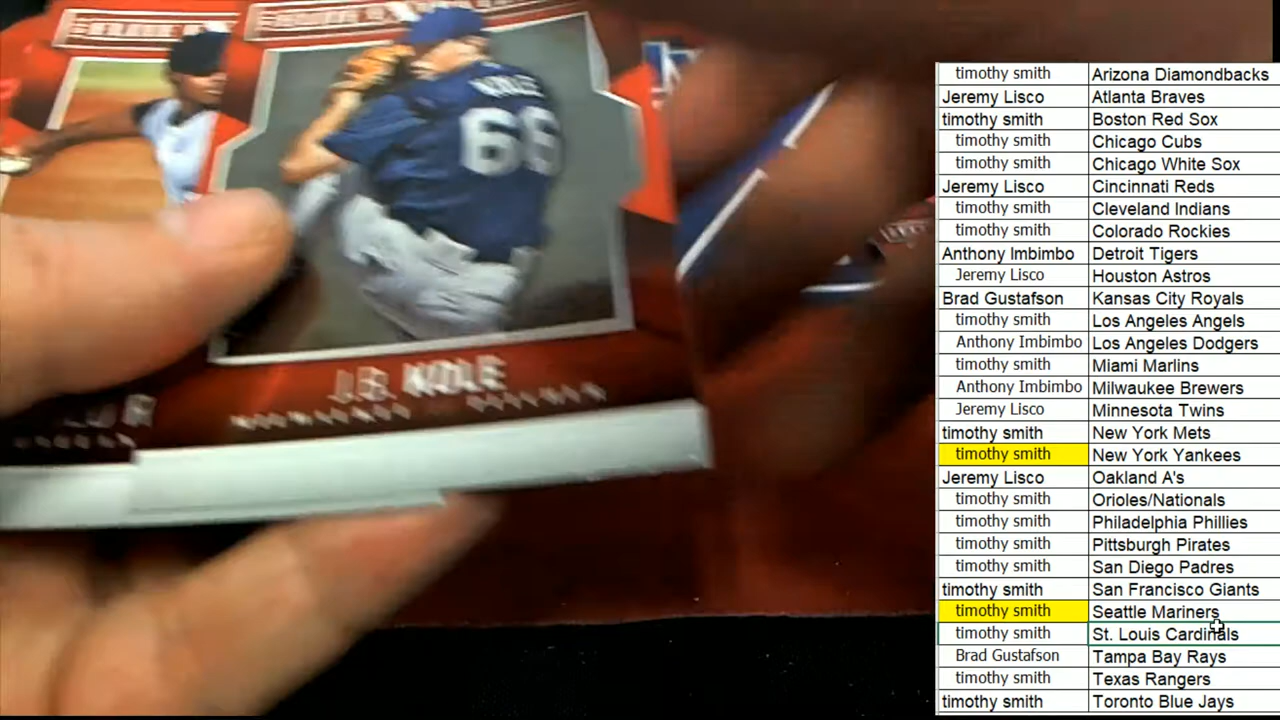 66
J.B. KOLE
timothy smith Arizona Diamondbacks
Jeremy Lisco Atlanta Braves
timothy smith Boston Red Sox
timothy smith Chicago Cubs
timothy smith Chicago White Sox
Jeremy Lisco Cincinnati Reds
timothy smith Cleveland Indians
timothy smith Colorado Rockies
Anthony Imbimbo Detroit Tigers
Jeremy Lisco Houston Astros
Brad Gustafson Kansas City Royals
timothy smith Los Angeles Angels
Anthony Imbimbo Los Angeles Dodgers
timothy smith Miami Marlins
Anthony Imbimbo Milwaukee Brewers
Jeremy Lisco Minnesota Twins
timothy smith New York Mets
timothy smith New York Yankees
Jeremy Lisco Oakland A's
timothy smith Orioles/Nationals
timothy smith Philadelphia Phillies
timothy smith Pittsburgh Pirates
timothy smith San Diego Padres
timothy smith San Francisco Giants
timothy smith Seattle Mariners
timothy smith St. Louis Cardinals
Brad Gustafson Tampa Bay Rays
timothy smith Texas Rangers
timothy smith Toronto Blue Jays